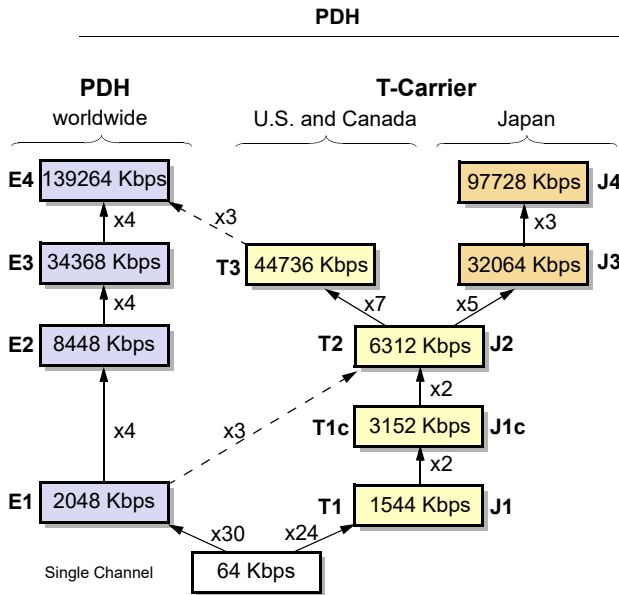 PDH
PDH
T-Carrier
worldwide
U.S. and Canada
Japan
E4 139264 Kbps
97728 Kbps J4
x4
x3
x3
E3 34368 Kbps
T3 44736 Kbps
32064 Kbps J3
x4
x7
x5
E2 8448 Kbps
T2 6312 Kbps J2
x2
x4
x3
T1c 3152 Kbps J1c
x2
E1 2048 Kbps
T1 1544 Kbps J1
x30
x24
Single Channel
64 Kbps